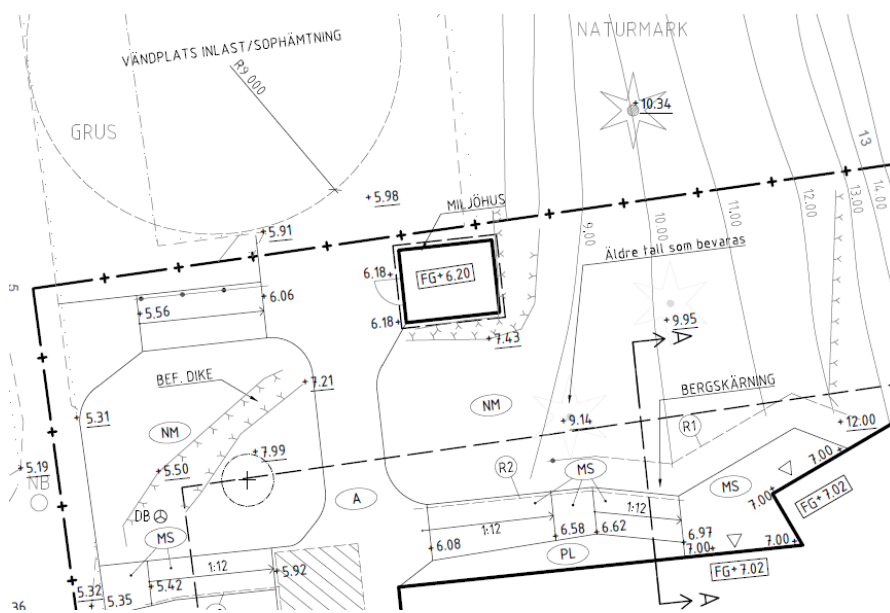 NATURMARK
VÄNDPLATS INLAST/SOPHÄMTNING
R9 000
+10.34
GRUS
13
+5.98
MILJÖHUS
14.00
13.00
12.00
11.00
10.00
9.00
+5.91
Äldre tall som bevaras
6.18+
FG+6.20
+6.06
+5.56
6.18+
+9.95
+7.43
A
BEF. DIKE
+7.21
BERGSKÄRNING
NM
+5.31
+9.14
R1
+12.00
NM
+7.99
7.00
+5.19
+5.50
R2
MS
MS
NB
A
7.00
FG+7.02
DB
1:12
MS
1:12
+6.08
+6.58
+6.62
+6.97
7.00
7.00
PL
1:12
+5.92
FG+7.02
5.32
+5.42
5.35
A
36